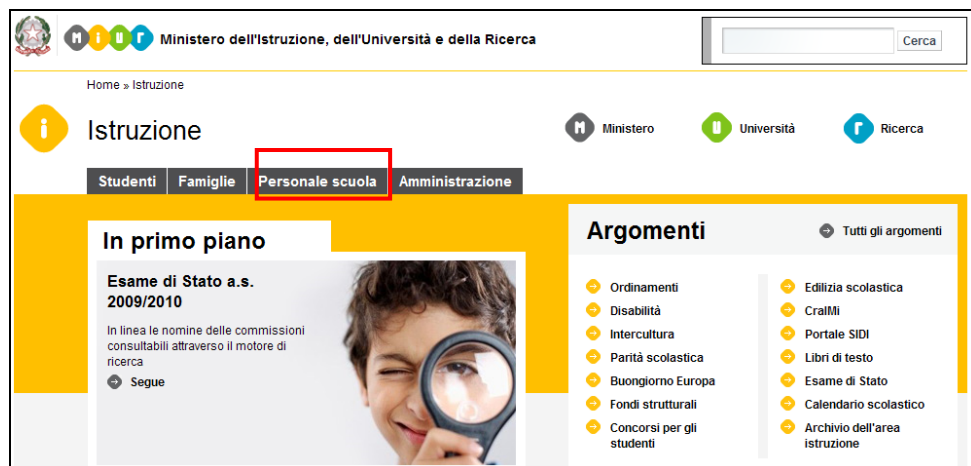 MIUR Ministero dell'Istruzione, dell'Università e della Ricerca
Cerca
Home » Istruzione
i
Istruzione
M Ministero
U Università
r Ricerca
Studenti
Famiglie
Personale scuola
Amministrazione
In primo piano
Esame di Stato a.s.
2009/2010
In linea le nomine delle commissioni
consultabili attraverso il motore di
ricerca
Segue
Argomenti
Tutti gli argomenti
Ordinamenti
Disabilità
Intercultura
Parità scolastica
Buongiorno Europa
Fondi strutturali
Concorsi per gli
studenti
Edilizia scolastica
CralMi
Portale SIDI
Libri di testo
Esame di Stato
Calendario scolastico
Archivio dell'area
istruzione